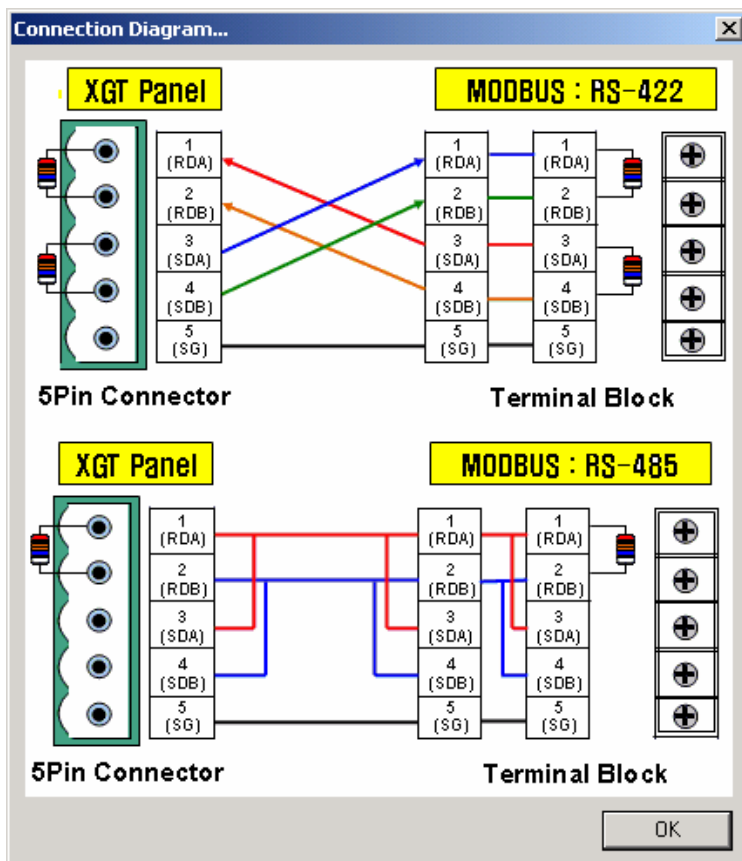 Connection Diagram...
XGT Panel
MODBUS : RS-422
1
(RDA)
2
(RDB)
3
(SDA)
4
(SDB)
5
(SG)
1
(RDA)
2
(RDB)
3
(SDA)
4
(SDB)
5
(SG)
1
(RDA)
2
(RDB)
3
(SDA)
4
(SDB)
5
(SG)
5Pin Connector
Terminal Block
XGT Panel
MODBUS : RS-485
1
(RDA)
2
(RDB)
3
(SDA)
4
(SDB)
5
(SG)
1
(RDA)
2
(RDB)
3
(SDA)
4
(SDB)
5
(SG)
1
(RDA)
2
(RDB)
3
(SDA)
4
(SDB)
5
(SG)
5Pin Connector
Terminal Block
OK